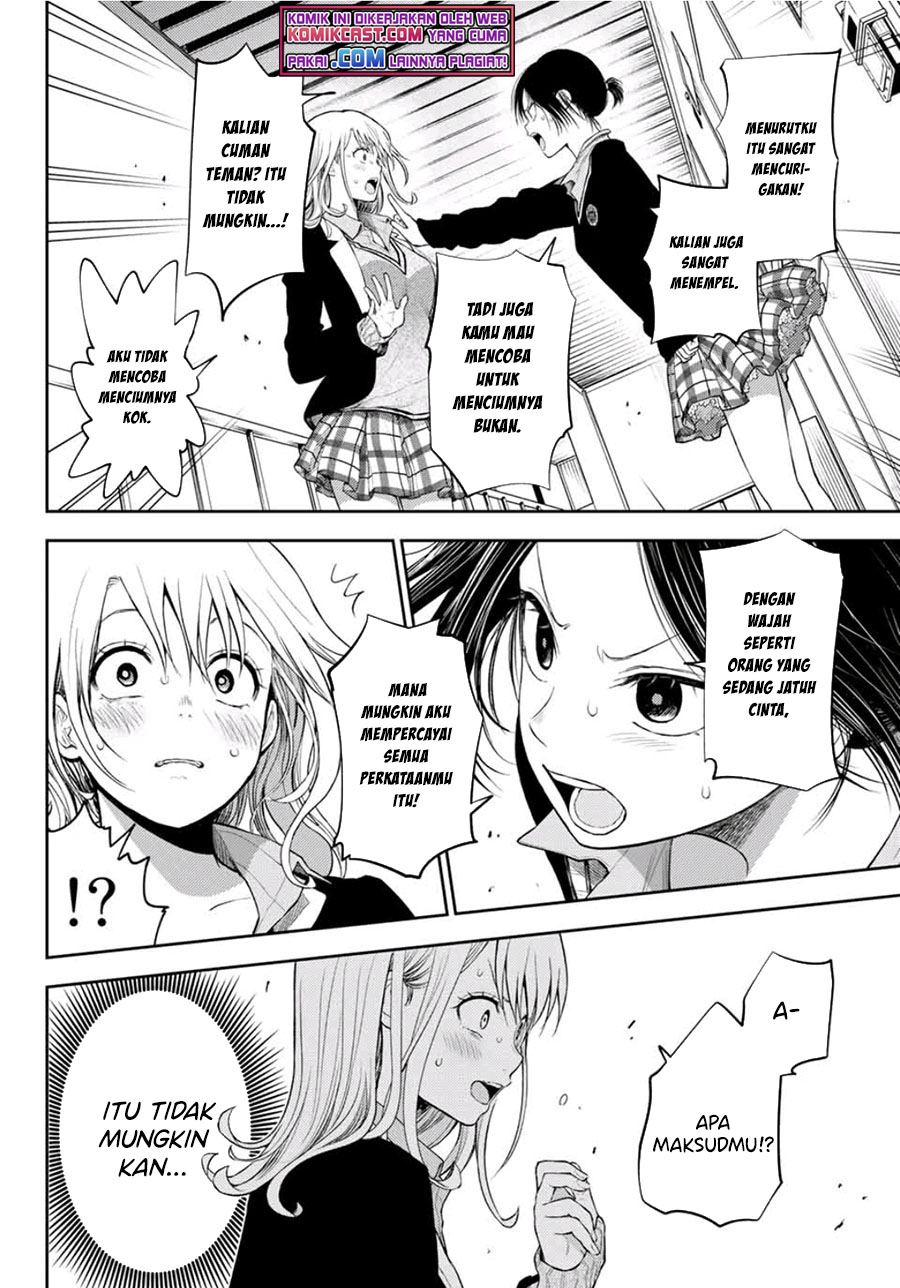 KOMIK INI DIKERJAKAN OLEH WEB
KOMIKCAST.COM YANG CUMA
PAKAI .COM LAINNYA PLAGIAT!
MENURUTKU
ITU SANGAT
MENCURI-
GAKAN!
KALIAN JUGA
SANGAT
MENEMPEL.
KALIAN
CUMAN
TEMAN? ITU
TIDAK
MUNGKIN...!
TADI JUGA
KAMU MAU
MENCOBA
UNTUK
MENCIUMNYA
BUKAN.
AKU TIDAK
MENCOBA
MENCIUMNYA
KOK.
DENGAN
WAJAH
SEPERTI
ORANG YANG
SEDANG JATUH
CINTA,
MANA
MUNGKIN AKU
MEMPERCAYAI
SEMUA
PERKATAANMU
ITU!
!?
A-
APA
MAKSUDMU!?
ITU TIDAK
MUNGKIN
KAN...